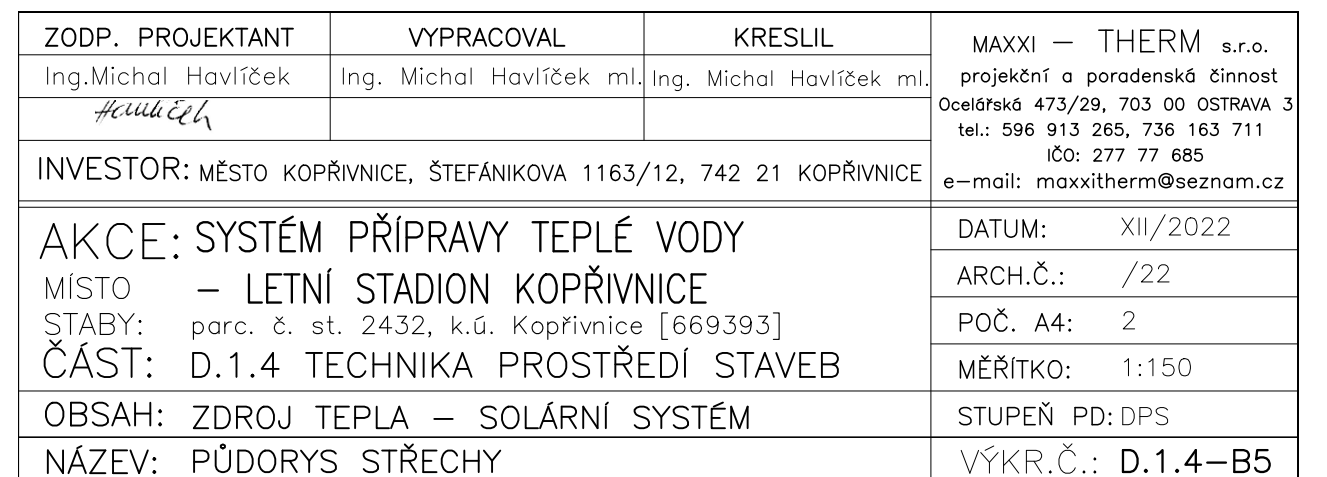 ZODP. PROJEKTANT VYPRACOVAL KRESLIL
Ing.Michal Havlíček Ing. Michal Havlíček ml. Ing. Michal Havlíček ml.
Havlíček
INVESTOR: MĚSTO KOPŘIVNICE, ŠTEFÁNIKOVA 1163/12, 742 21 KOPŘIVNICE
MAXXI – THERM s.r.o.
projekční a poradenská činnost
Ocelářská 473/29, 703 00 OSTRAVA 3
tel.: 596 913 265, 736 163 711
IČO: 277 77 685
e–mail: maxxitherm@seznam.cz
AKCE: SYSTÉM PŘÍPRAVY TEPLÉ VODY
– LETNÍ STADION KOPŘIVNICE
MÍSTO
STABY: parc. č. st. 2432, k.ú. Kopřivnice [669393]
ČÁST: D.1.4 TECHNIKA PROSTŘEDÍ STAVEB
OBSAH: ZDROJ TEPLA – SOLÁRNÍ SYSTÉM
NÁZEV: PŮDORYS STŘECHY
DATUM: XII/2022
ARCH.Č.: /22
POČ. A4: 2
MĚŘÍTKO: 1:150
STUPEŇ PD: DPS
VÝKR.Č.: D.1.4–B5